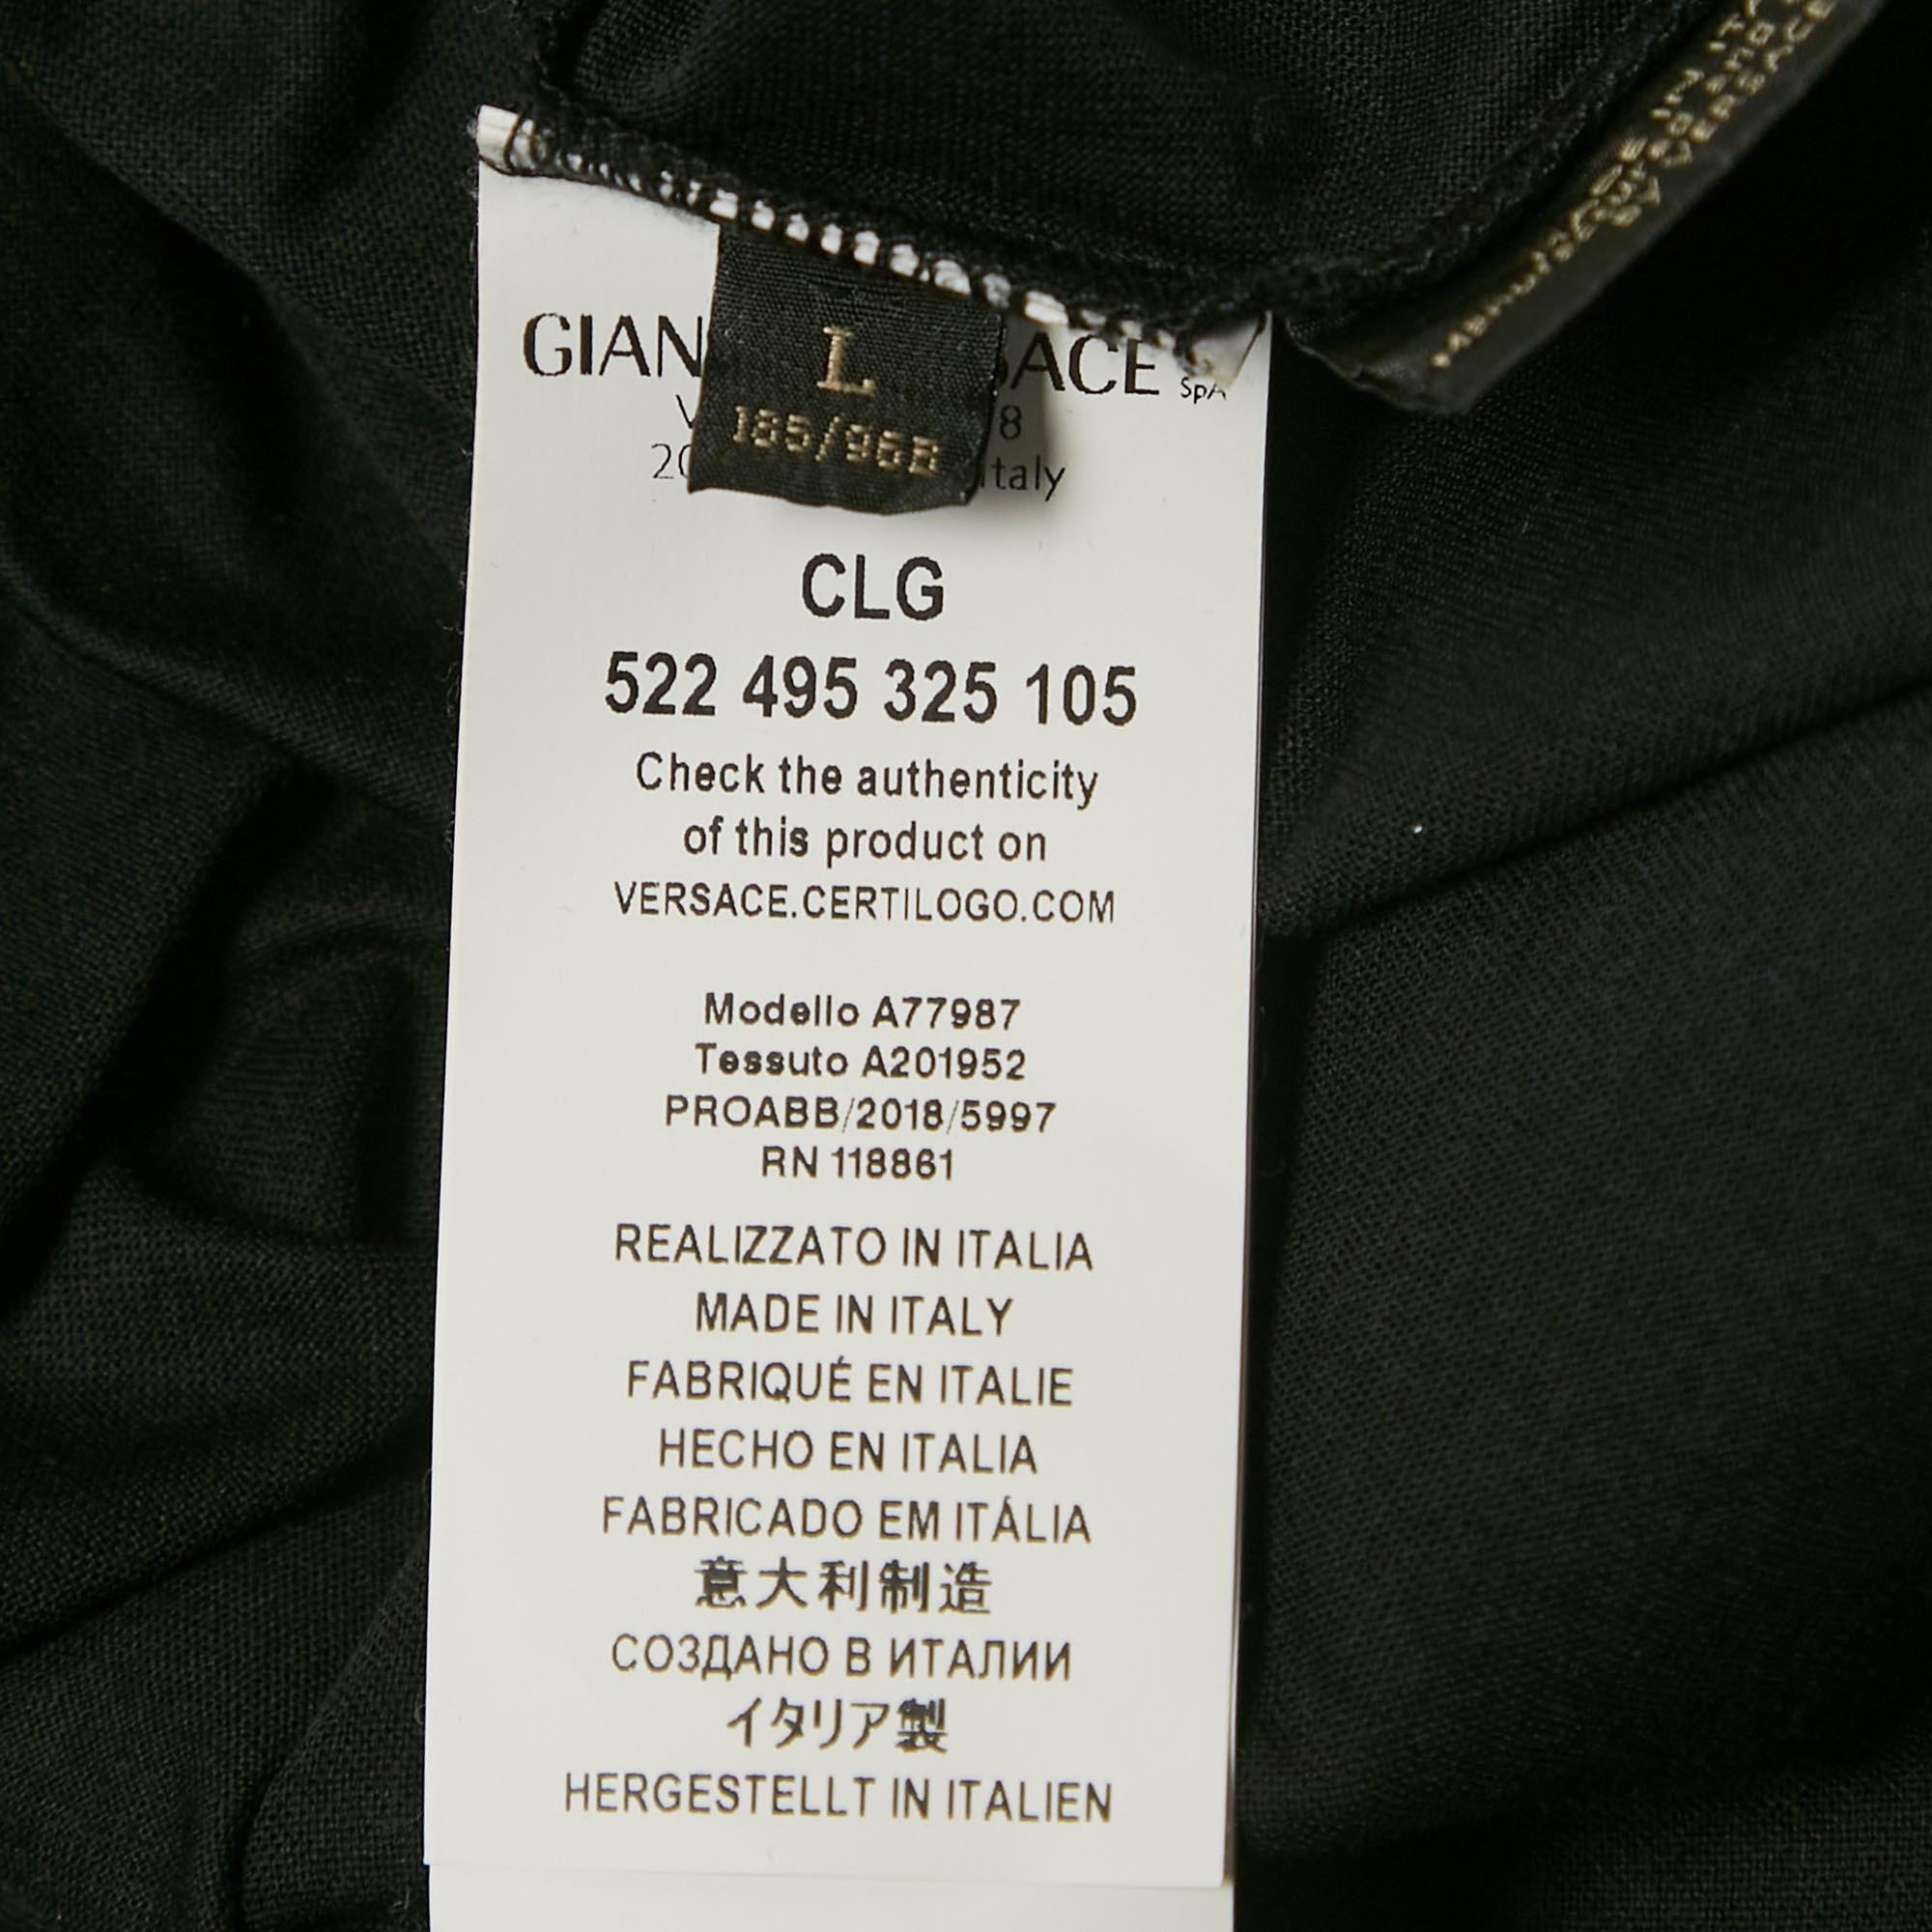 L
185/96B
SpA
CLG
522 495 325 105
Check the authenticity
of this product on
VERSACE.CERTILOGO.COM
Modello A77987
Tessuto A201952
PROABB/2018/5997
RN 118861
REALIZZATO IN ITALIA
MADE IN ITALY
FABRIQUÉ EN ITALIE
HECHO EN ITALIA
FABRICADO EM ITÁLIA
意大利制造
СОЗДАНО В ИТАЛИИ
イタリア製
HERGESTELLT IN ITALIEN
by VERSACE